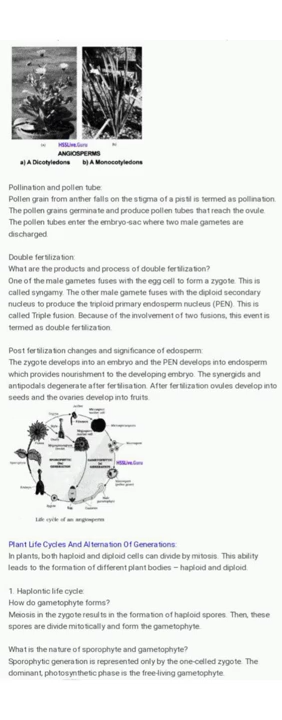 (a) HSSLive.Guru (b)
ANGIOSPERMS
a) A Dicotyledons b) A Monocotyledons
Pollination and pollen tube:
Pollen grain from anther falls on the stigma of a pistil is termed as pollination.
The pollen grains germinate and produce pollen tubes that reach the ovule.
The pollen tubes enter the embryo-sac where two male gametes are
discharged.
Double fertilization:
What are the products and process of double fertilization?
One of the male gametes fuses with the egg cell to form a zygote. This is
called syngamy. The other male gamete fuses with the diploid secondary
nucleus to produce the triploid primary endosperm nucleus (PEN). This is
called Triple fusion. Because of the involvement of two fusions, this event is
termed as double fertilization.
Post fertilization changes and significance of edosperm:
The zygote develops into an embryo and the PEN develops into endosperm
which provides nourishment to the developing embryo. The synergids and
antipodals degenerate after fertilisation. After fertilization ovules develop into
seeds and the ovaries develop into fruits.
HSSLive.Guru
Life cycle of an angiosperm
Plant Life Cycles And Alternation Of Generations:
In plants, both haploid and diploid cells can divide by mitosis. This ability
leads to the formation of different plant bodies – haploid and diploid.
1. Haplontic life cycle:
How do gametophyte forms?
Meiosis in the zygote results in the formation of haploid spores. Then, these
spores are divide mitotically and form the gametophyte.
What is the nature of sporophyte and gametophyte?
Sporophytic generation is represented only by the one-celled zygote. The
dominant, photosynthetic phase is the free-living gametophyte.